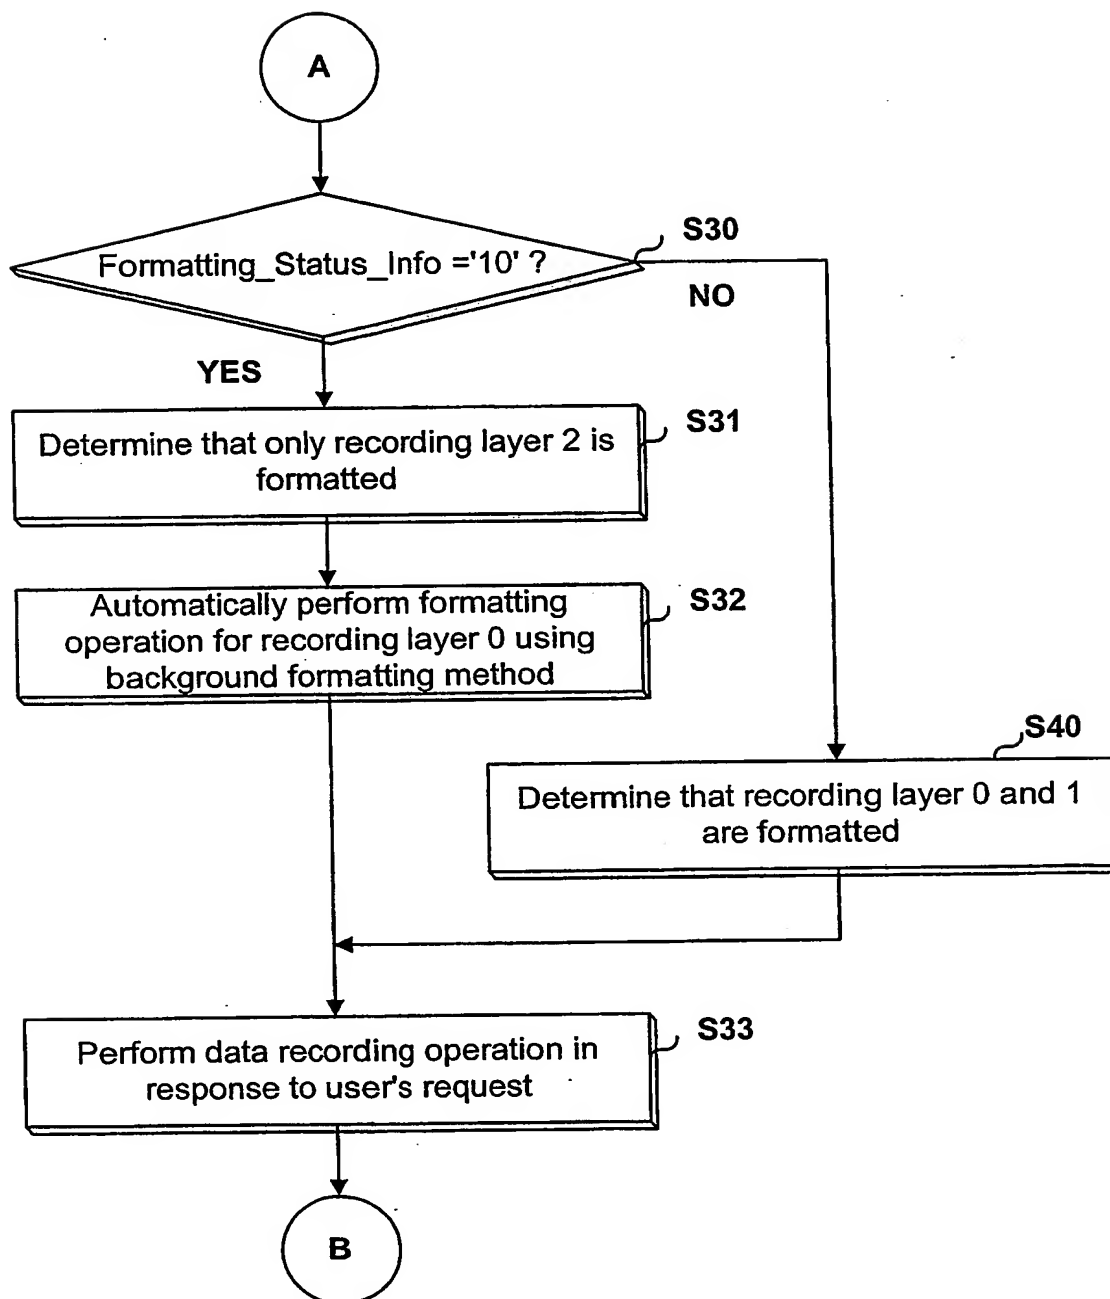 A
S30
Formatting_Status_Info ='10' ?
NO
YES
S31
Determine that only recording layer 2 is
formatted
S32
Automatically perform formatting
operation for recording layer 0 using
background formatting method
S40
Determine that recording layer 0 and 1
are formatted
S33
Perform data recording operation in
response to user's request
B